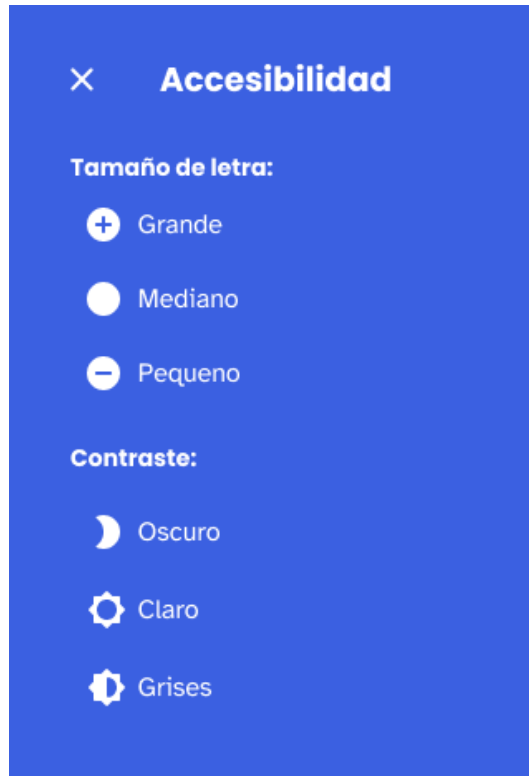 Accesibilidad
Tamaño de letra:
Grande
Mediano
Pequeno
Contraste:
Oscuro
Claro
Grises